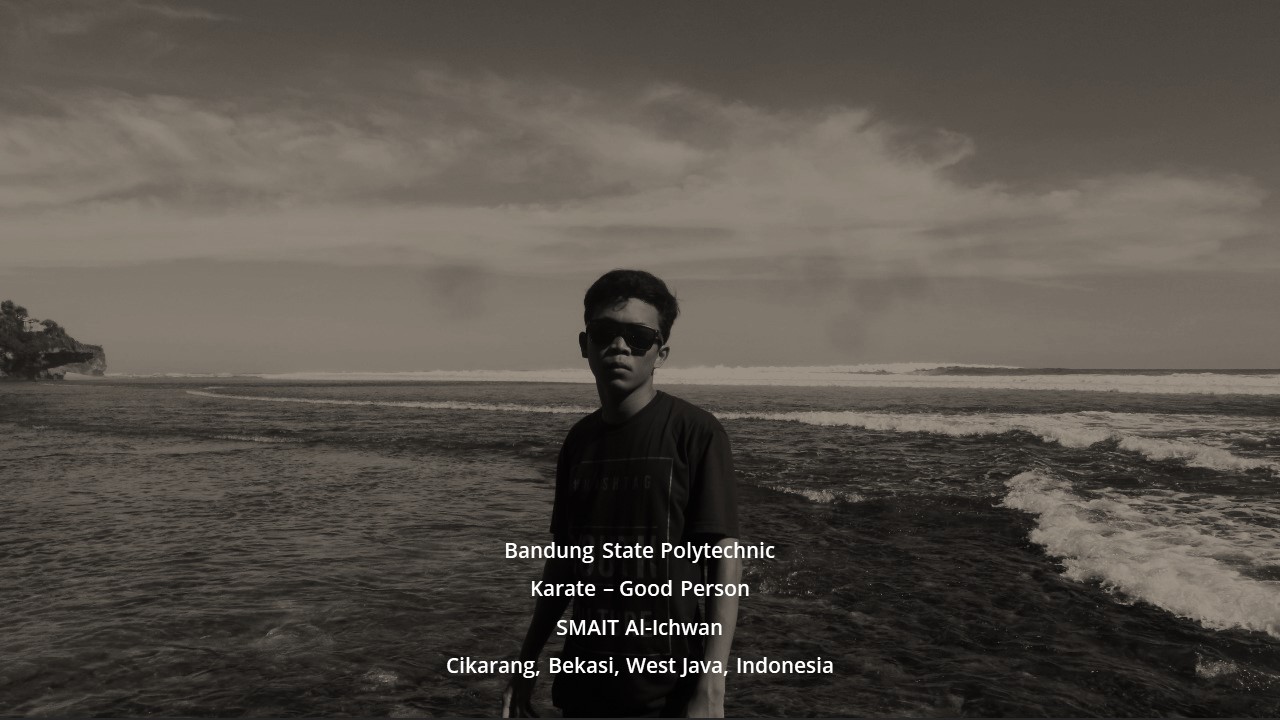 Bandung State Polytechnic
Karate – Good Person
SMAIT Al-Ichwan
Cikarang, Bekasi, West Java, Indonesia